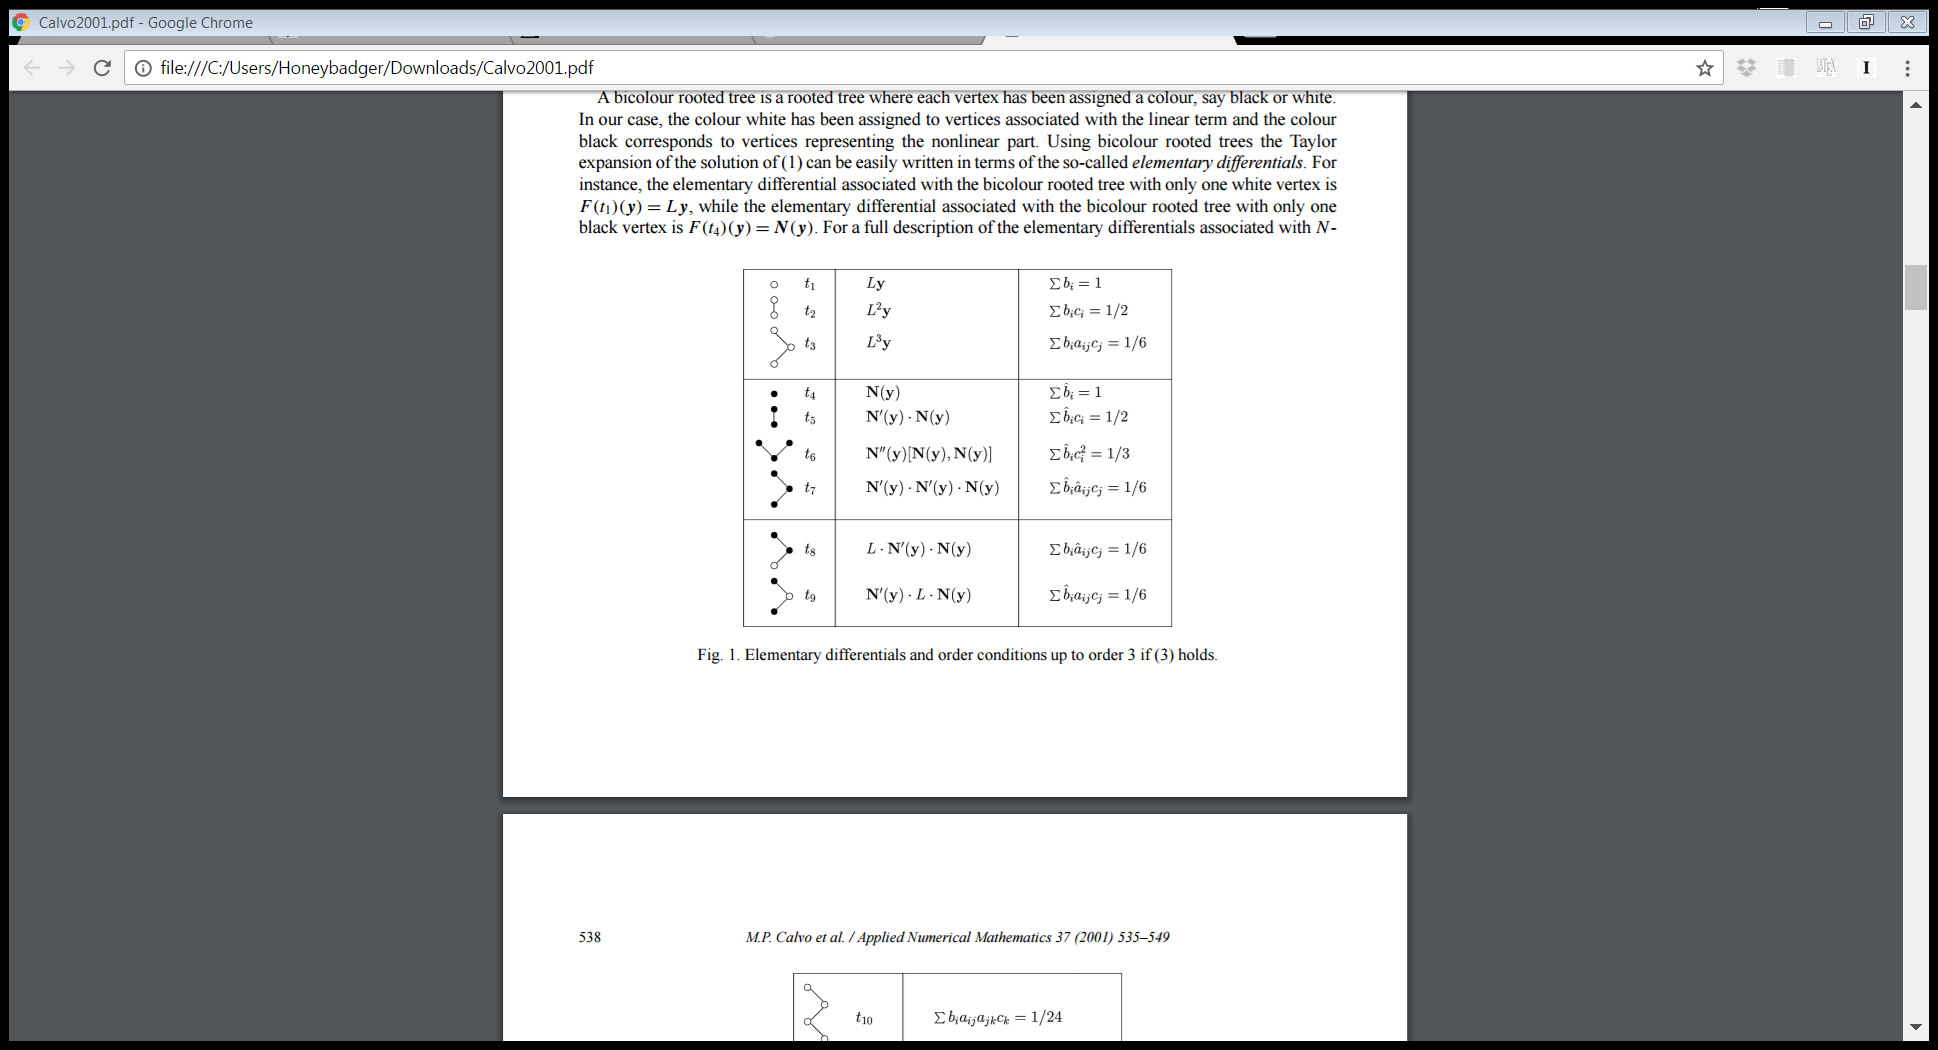 Calvo2001.pdf - Google Chrome
file:///C:/Users/Honeybadger/Downloads/Calvo2001.pdf
A bicolour rooted tree is a rooted tree where each vertex has been assigned a colour, say black or white.
In our case, the colour white has been assigned to vertices associated with the linear term and the colour
black corresponds to vertices representing the nonlinear part. Using bicolour rooted trees the Taylor
expansion of the solution of (1) can be easily written in terms of the so-called elementary differentials. For
instance, the elementary differential associated with the bicolour rooted tree with only one white vertex is
F(t₁)(y) = Ly, while the elementary differential associated with the bicolour rooted tree with only one
black vertex is F(t₄)(y) = N(y). For a full description of the elementary differentials associated with N-
t₁ Ly Σ bᵢ = 1
t₂ L²y Σ bᵢcᵢ = 1/2
t₃ L³y Σ bᵢaᵢⱼcⱼ = 1/6
t₄ N(y) Σ b̂ᵢ = 1
t₅ N′(y) · N(y) Σ b̂ᵢcᵢ = 1/2
t₆ N″(y)[N(y), N(y)] Σ b̂ᵢcᵢ² = 1/3
t₇ N′(y) · N′(y) · N(y) Σ b̂ᵢâᵢⱼcⱼ = 1/6
t₈ L · N′(y) · N(y) Σ bᵢâᵢⱼcⱼ = 1/6
t₉ N′(y) · L · N(y) Σ b̂ᵢaᵢⱼcⱼ = 1/6
Fig. 1. Elementary differentials and order conditions up to order 3 if (3) holds.
538 M.P. Calvo et al. / Applied Numerical Mathematics 37 (2001) 535–549
t₁₀ Σ bᵢaᵢⱼaⱼₖcₖ = 1/24